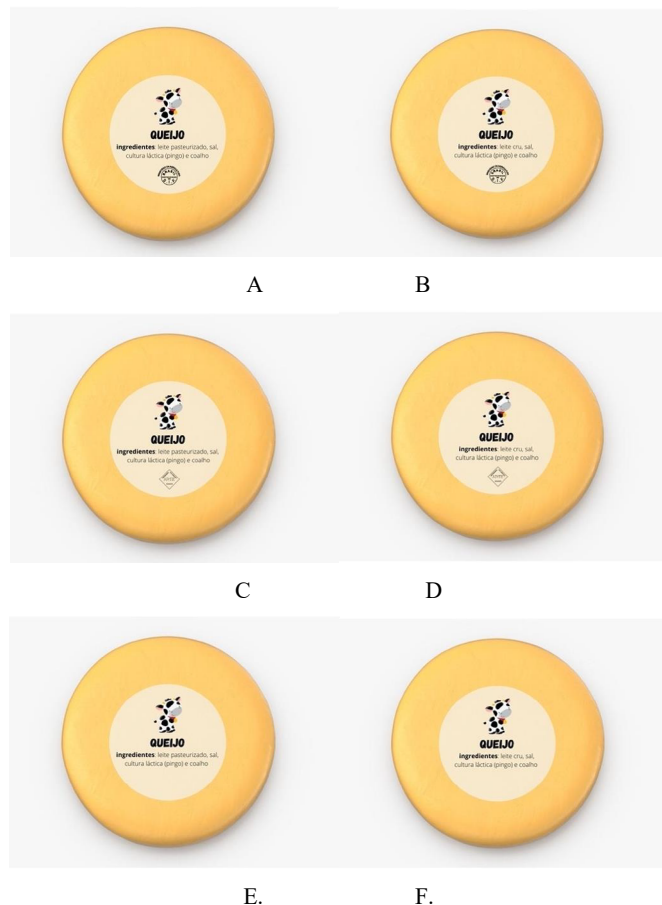 QUEIJO
ingredientes: leite pasteurizado, sal,
cultura láctica (pingo) e coalho
QUEIJO
ingredientes: leite cru, sal,
cultura láctica (pingo) e coalho
A
B
QUEIJO
ingredientes: leite pasteurizado, sal,
cultura láctica (pingo) e coalho
QUEIJO
ingredientes: leite cru, sal,
cultura láctica (pingo) e coalho
C
D
QUEIJO
ingredientes: leite pasteurizado, sal,
cultura láctica (pingo) e coalho
QUEIJO
ingredientes: leite cru, sal,
cultura láctica (pingo) e coalho
E.
F.